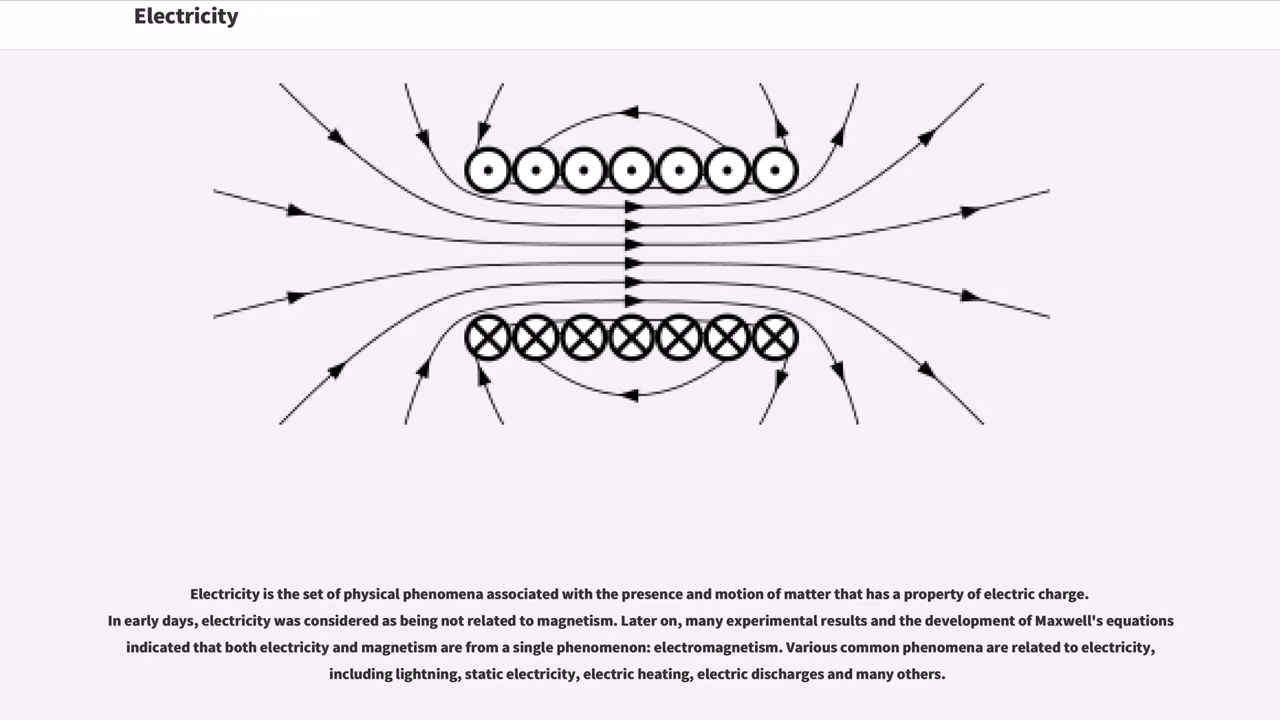 Electricity
Electricity is the set of physical phenomena associated with the presence and motion of matter that has a property of electric charge.
In early days, electricity was considered as being not related to magnetism. Later on, many experimental results and the development of Maxwell's equations
indicated that both electricity and magnetism are from a single phenomenon: electromagnetism. Various common phenomena are related to electricity,
including lightning, static electricity, electric heating, electric discharges and many others.